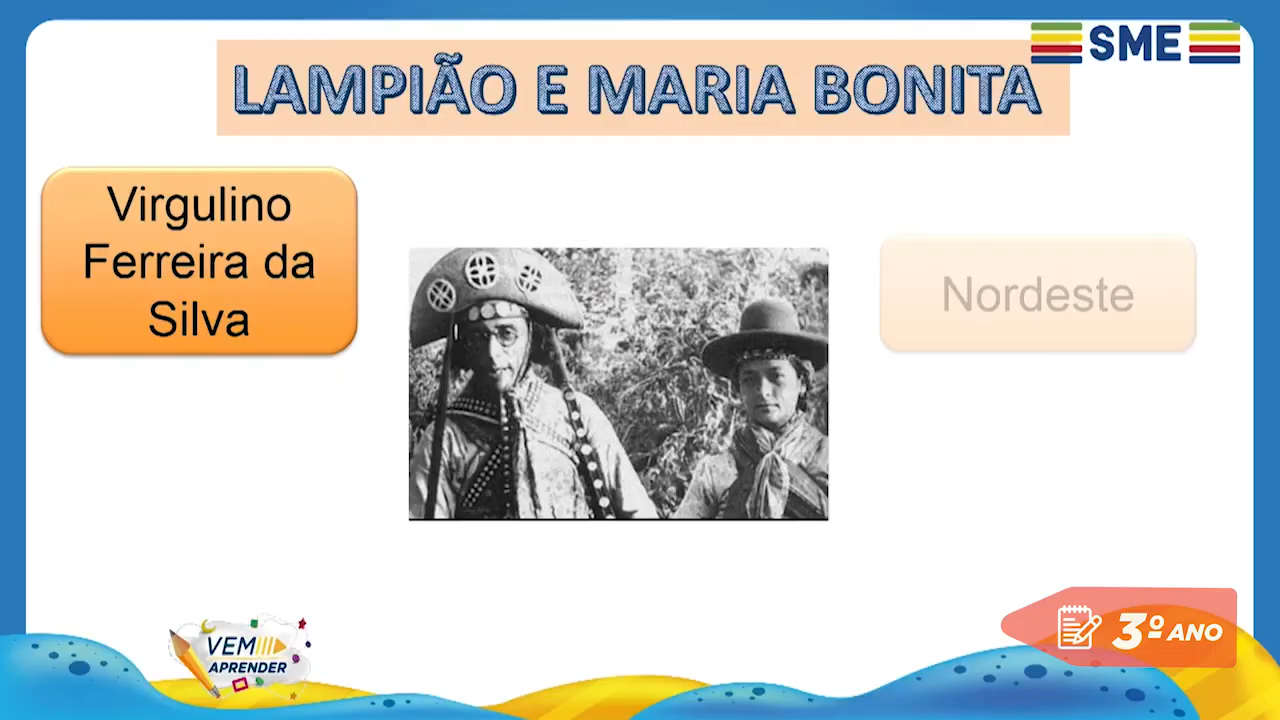 SME
LAMPIÃO E MARIA BONITA
Virgulino
Ferreira da
Silva
Nordeste
VEM
APRENDER
3º ANO